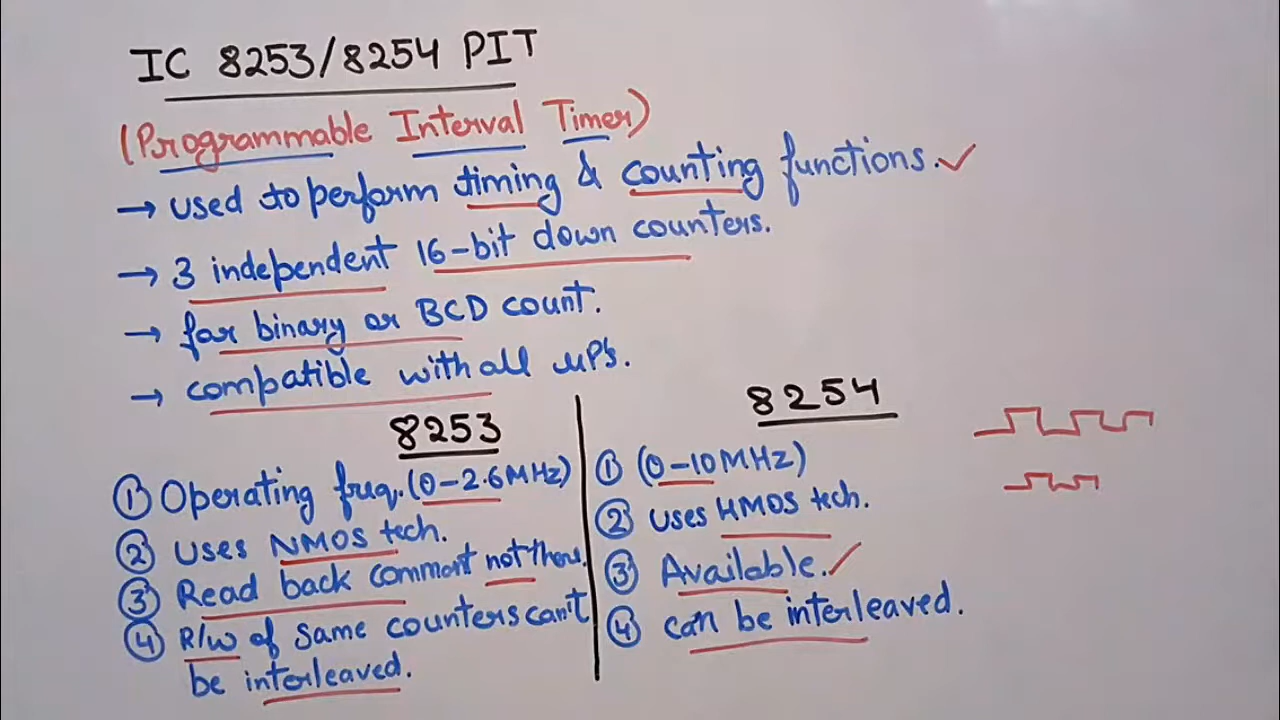 IC 8253/8254 PIT
(Programmable Interval Timer)
→ used to perform timing & counting functions. ✓
→ 3 independent 16-bit down counters.
→ for binary or BCD count.
→ compatible with all μP's.
8253
① Operating freq. (0-2.6MHz)
② Uses NMOS tech.
③ Read back commant not there.
④ R/W of same counters can't
be interleaved.
8254
① (0-10MHz)
② uses HMOS tech.
③ Available. ✓
④ can be interleaved.